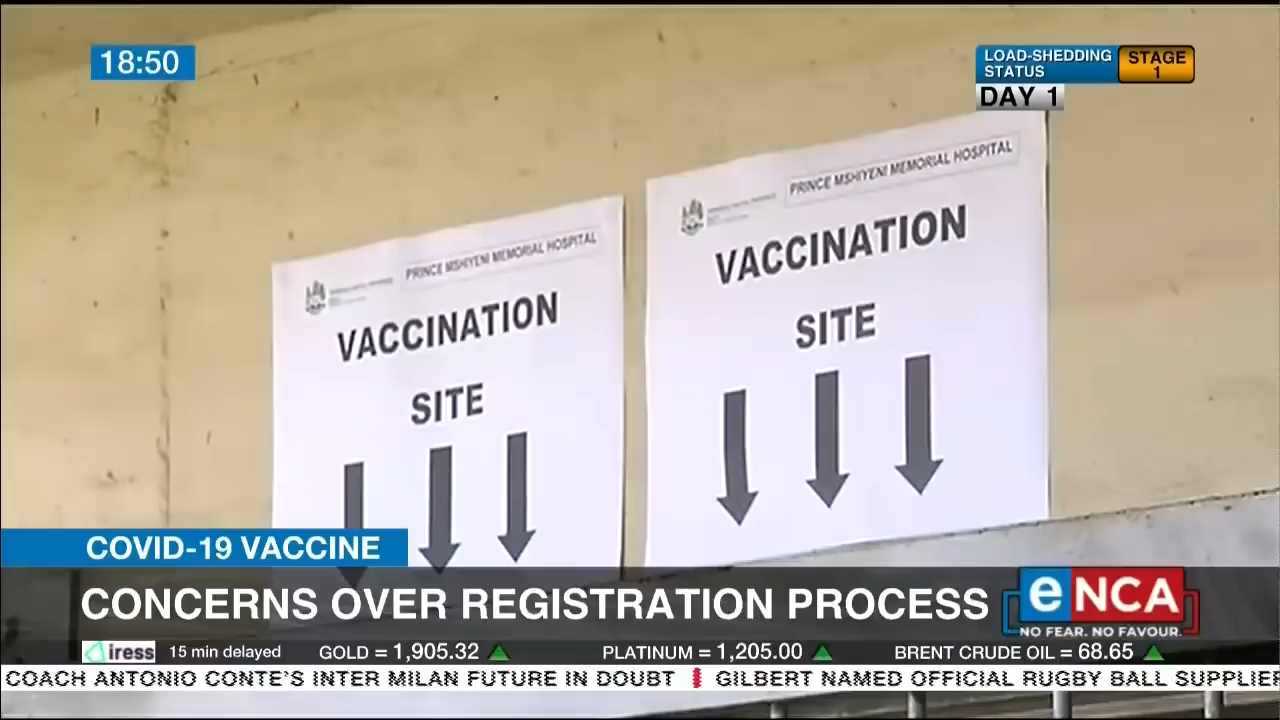 18:50
LOAD-SHEDDING
STATUS
STAGE
1
DAY 1
PRINCE MSHIYENI MEMORIAL HOSPITAL
VACCINATION
SITE
PRINCE MSHIYENI MEMORIAL HOSPITAL
VACCINATION
SITE
COVID-19 VACCINE
CONCERNS OVER REGISTRATION PROCESS
eNCA
NO FEAR. NO FAVOUR.
iress 15 min delayed GOLD = 1,905.32 PLATINUM = 1,205.00 BRENT CRUDE OIL = 68.65
COACH ANTONIO CONTE'S INTER MILAN FUTURE IN DOUBT GILBERT NAMED OFFICIAL RUGBY BALL SUPPLIER